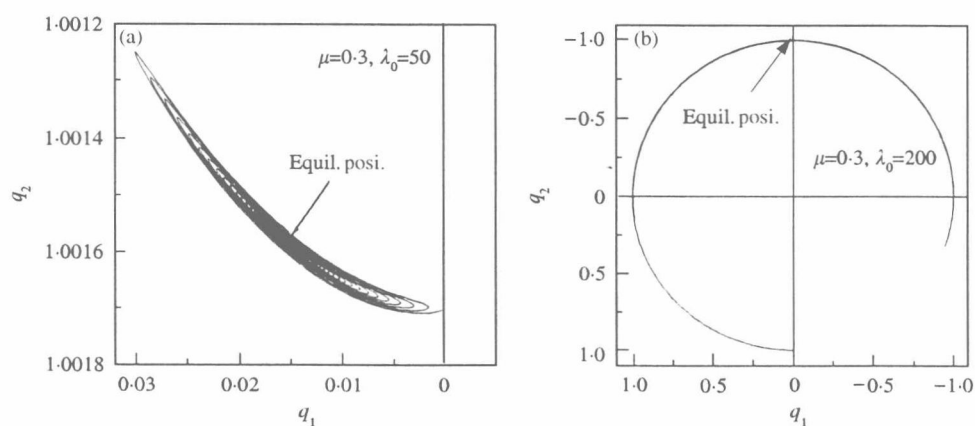 (a)
μ=0·3, λ₀=50
Equil. posi.
1·0012
1·0014
1·0016
1·0018
q₂
0·03
0·02
0·01
0
q₁
(b)
Equil. posi.
μ=0·3, λ₀=200
−1·0
−0·5
0
0·5
1·0
q₂
1·0
0·5
0
−0·5
−1·0
q₁